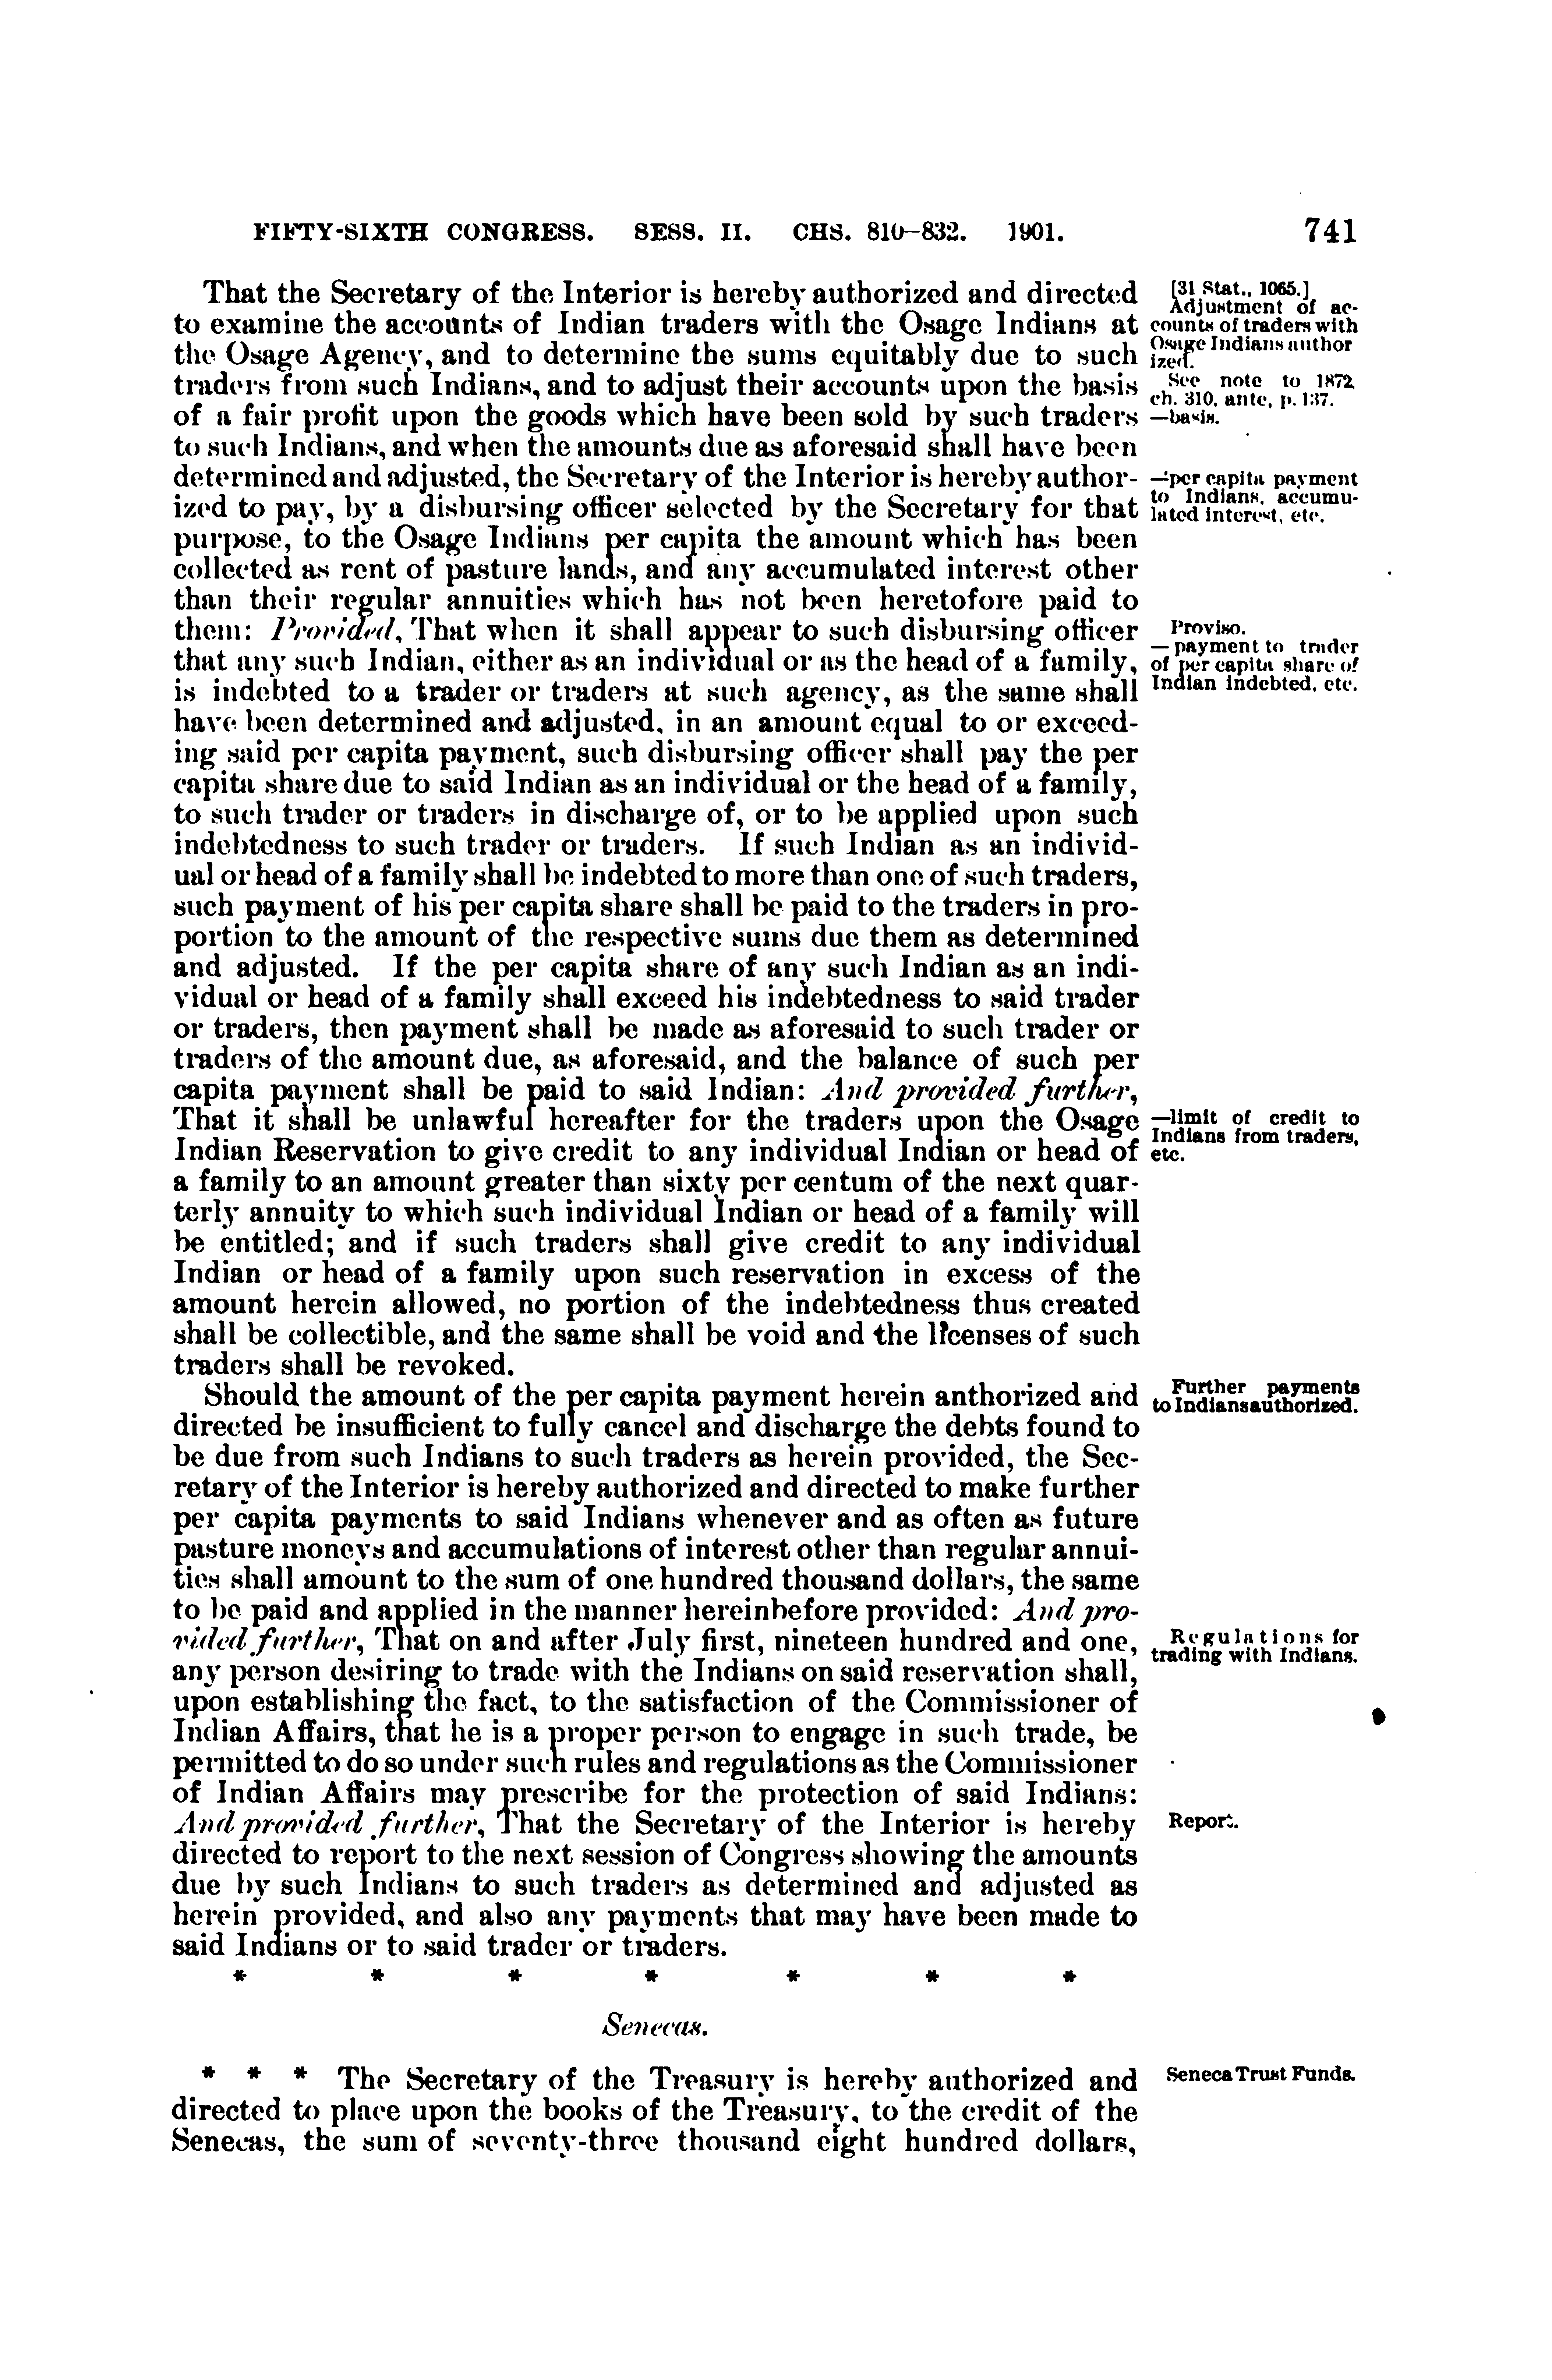 FIFTY-SIXTH CONGRESS. SESS. II. CHS. 810–832. 1901. 741
That the Secretary of the Interior is hereby authorized and directed
to examine the accounts of Indian traders with the Osage Indians at
the Osage Agency, and to determine the sums equitably due to such
traders from such Indians, and to adjust their accounts upon the basis
of a fair profit upon the goods which have been sold by such traders
to such Indians, and when the amounts due as aforesaid shall have been
determined and adjusted, the Secretary of the Interior is hereby author-
ized to pay, by a disbursing officer selected by the Secretary for that
purpose, to the Osage Indians per capita the amount which has been
collected as rent of pasture lands, and any accumulated interest other
than their regular annuities which has not been heretofore paid to
them: Provided, That when it shall appear to such disbursing officer
that any such Indian, either as an individual or as the head of a family,
is indebted to a trader or traders at such agency, as the same shall
have been determined and adjusted, in an amount equal to or exceed-
ing said per capita payment, such disbursing officer shall pay the per
capita share due to said Indian as an individual or the head of a family,
to such trader or traders in discharge of, or to be applied upon such
indebtedness to such trader or traders. If such Indian as an individ-
ual or head of a family shall be indebted to more than one of such traders,
such payment of his per capita share shall be paid to the traders in pro-
portion to the amount of the respective sums due them as determined
and adjusted. If the per capita share of any such Indian as an indi-
vidual or head of a family shall exceed his indebtedness to said trader
or traders, then payment shall be made as aforesaid to such trader or
traders of the amount due, as aforesaid, and the balance of such per
capita payment shall be paid to said Indian: And provided further,
That it shall be unlawful hereafter for the traders upon the Osage
Indian Reservation to give credit to any individual Indian or head of
a family to an amount greater than sixty per centum of the next quar-
terly annuity to which such individual Indian or head of a family will
be entitled; and if such traders shall give credit to any individual
Indian or head of a family upon such reservation in excess of the
amount herein allowed, no portion of the indebtedness thus created
shall be collectible, and the same shall be void and the licenses of such
traders shall be revoked.
Should the amount of the per capita payment herein anthorized and
directed be insufficient to fully cancel and discharge the debts found to
be due from such Indians to such traders as herein provided, the Sec-
retary of the Interior is hereby authorized and directed to make further
per capita payments to said Indians whenever and as often as future
pasture moneys and accumulations of interest other than regular annui-
ties shall amount to the sum of one hundred thousand dollars, the same
to be paid and applied in the manner hereinbefore provided: And pro-
vided further, That on and after July first, nineteen hundred and one,
any person desiring to trade with the Indians on said reservation shall,
upon establishing the fact, to the satisfaction of the Commissioner of
Indian Affairs, that he is a proper person to engage in such trade, be
permitted to do so under such rules and regulations as the Commissioner
of Indian Affairs may prescribe for the protection of said Indians:
And provided further, That the Secretary of the Interior is hereby
directed to report to the next session of Congress showing the amounts
due by such Indians to such traders as determined and adjusted as
herein provided, and also any payments that may have been made to
said Indians or to said trader or traders.
* * * * * * *
Senecas.
* * * The Secretary of the Treasury is hereby authorized and
directed to place upon the books of the Treasury, to the credit of the
Senecas, the sum of seventy-three thousand eight hundred dollars,
[31 Stat., 1065.]
Adjustment of ac-
counts of traders with
Osage Indians author
ized.
See note to 1872,
ch. 310, ante, p. 137.
—basis.
—per capita payment
to Indians, accumu-
lated interest, etc.
Proviso.
—payment to trader
of per capita share of
Indian indebted, etc.
—limit of credit to
Indians from traders,
etc.
Further payments
to Indians authorized.
Regulations for
trading with Indians.
Report.
Seneca Trust Funds.